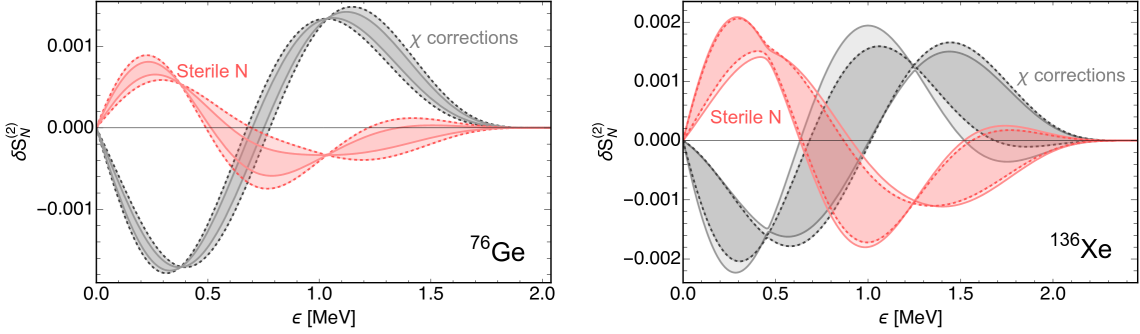 0.001
0.000
−0.001
δS_N^(2)
χ corrections
Sterile N
⁷⁶Ge
0.0 0.5 1.0 1.5 2.0
ϵ [MeV]
0.002
0.001
0.000
−0.001
−0.002
δS_N^(2)
χ corrections
Sterile N
¹³⁶Xe
0.0 0.5 1.0 1.5 2.0
ϵ [MeV]